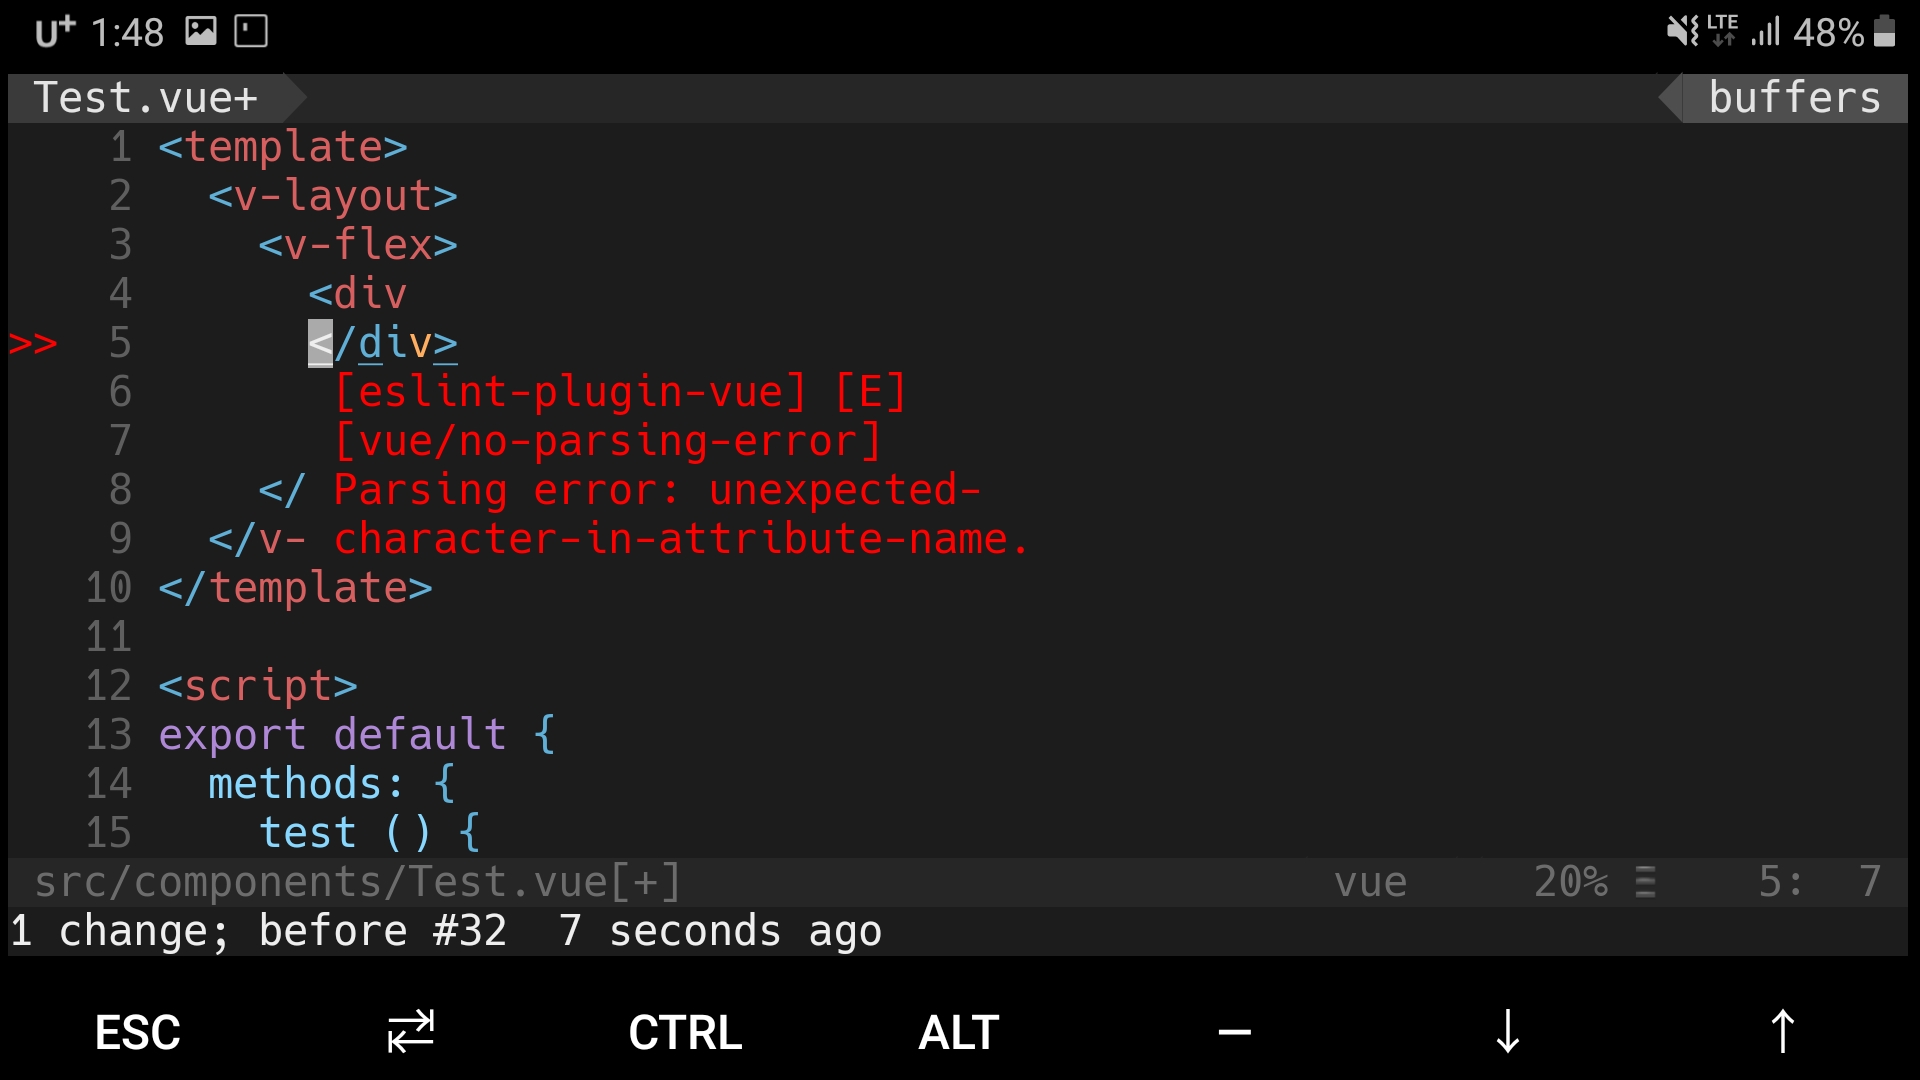 U+ 1:48 LTE 48%
Test.vue+ buffers
1 <template>
2 <v-layout>
3 <v-flex>
4 <div
>> 5 </div>
6 [eslint-plugin-vue] [E]
7 [vue/no-parsing-error]
8 </ Parsing error: unexpected-
9 </v- character-in-attribute-name.
10 </template>
11
12 <script>
13 export default {
14 methods: {
15 test () {
src/components/Test.vue[+] vue 20% ☰ 5: 7
1 change; before #32 7 seconds ago
ESC CTRL ALT – ↓ ↑